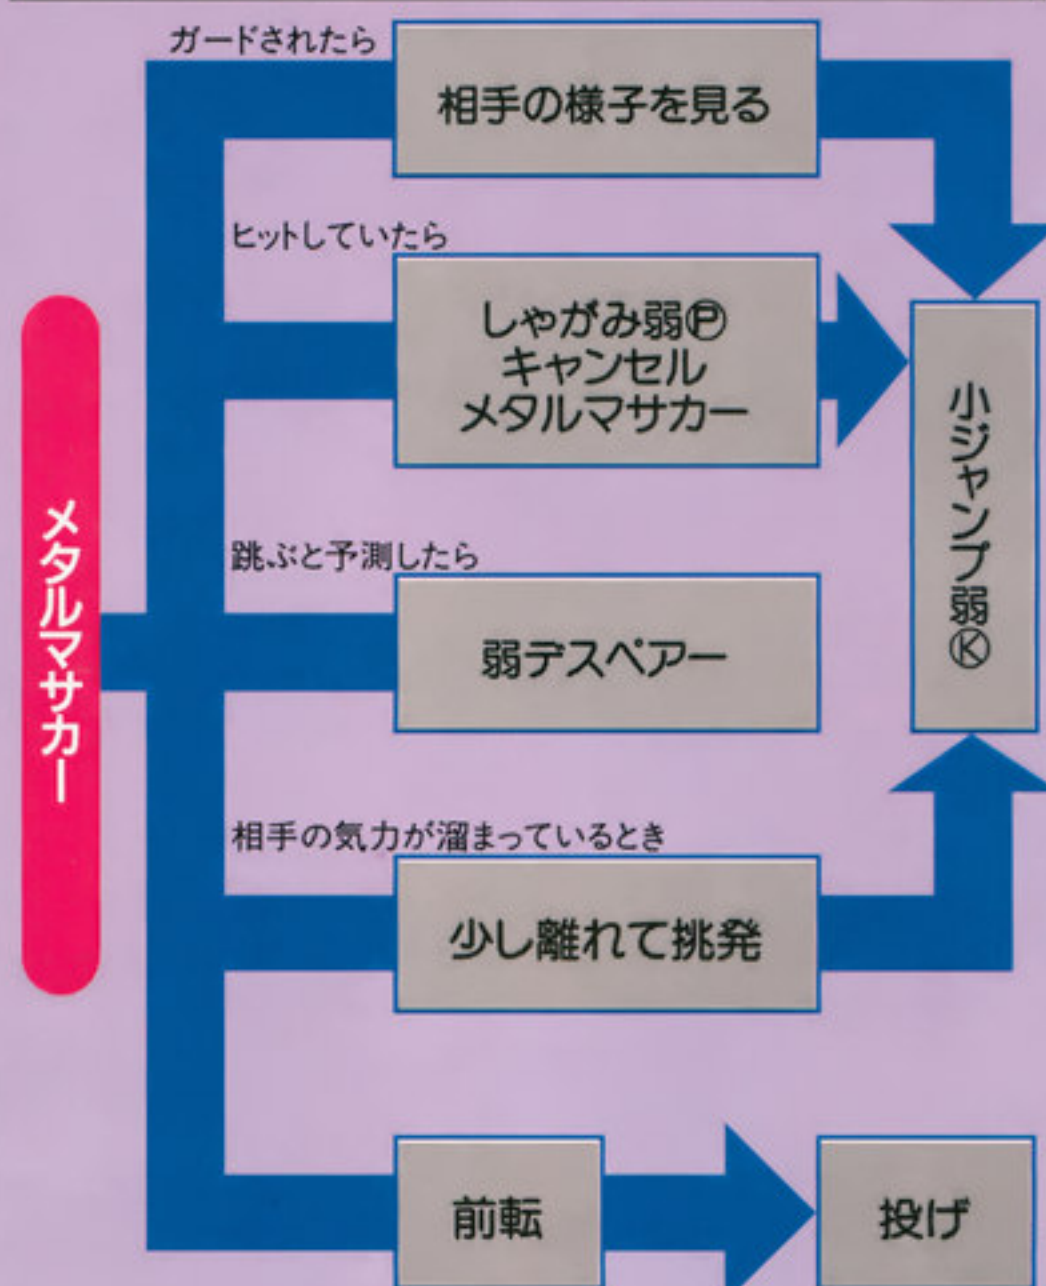 ガードされたら
相手の様子を見る
ヒットしていたら
しゃがみ弱Ⓟ
キャンセル
メタルマサカー
小ジャンプ弱Ⓚ
メタルマサカー
跳ぶと予測したら
弱デスペアー
相手の気力が溜まっているとき
少し離れて挑発
前転
投げ